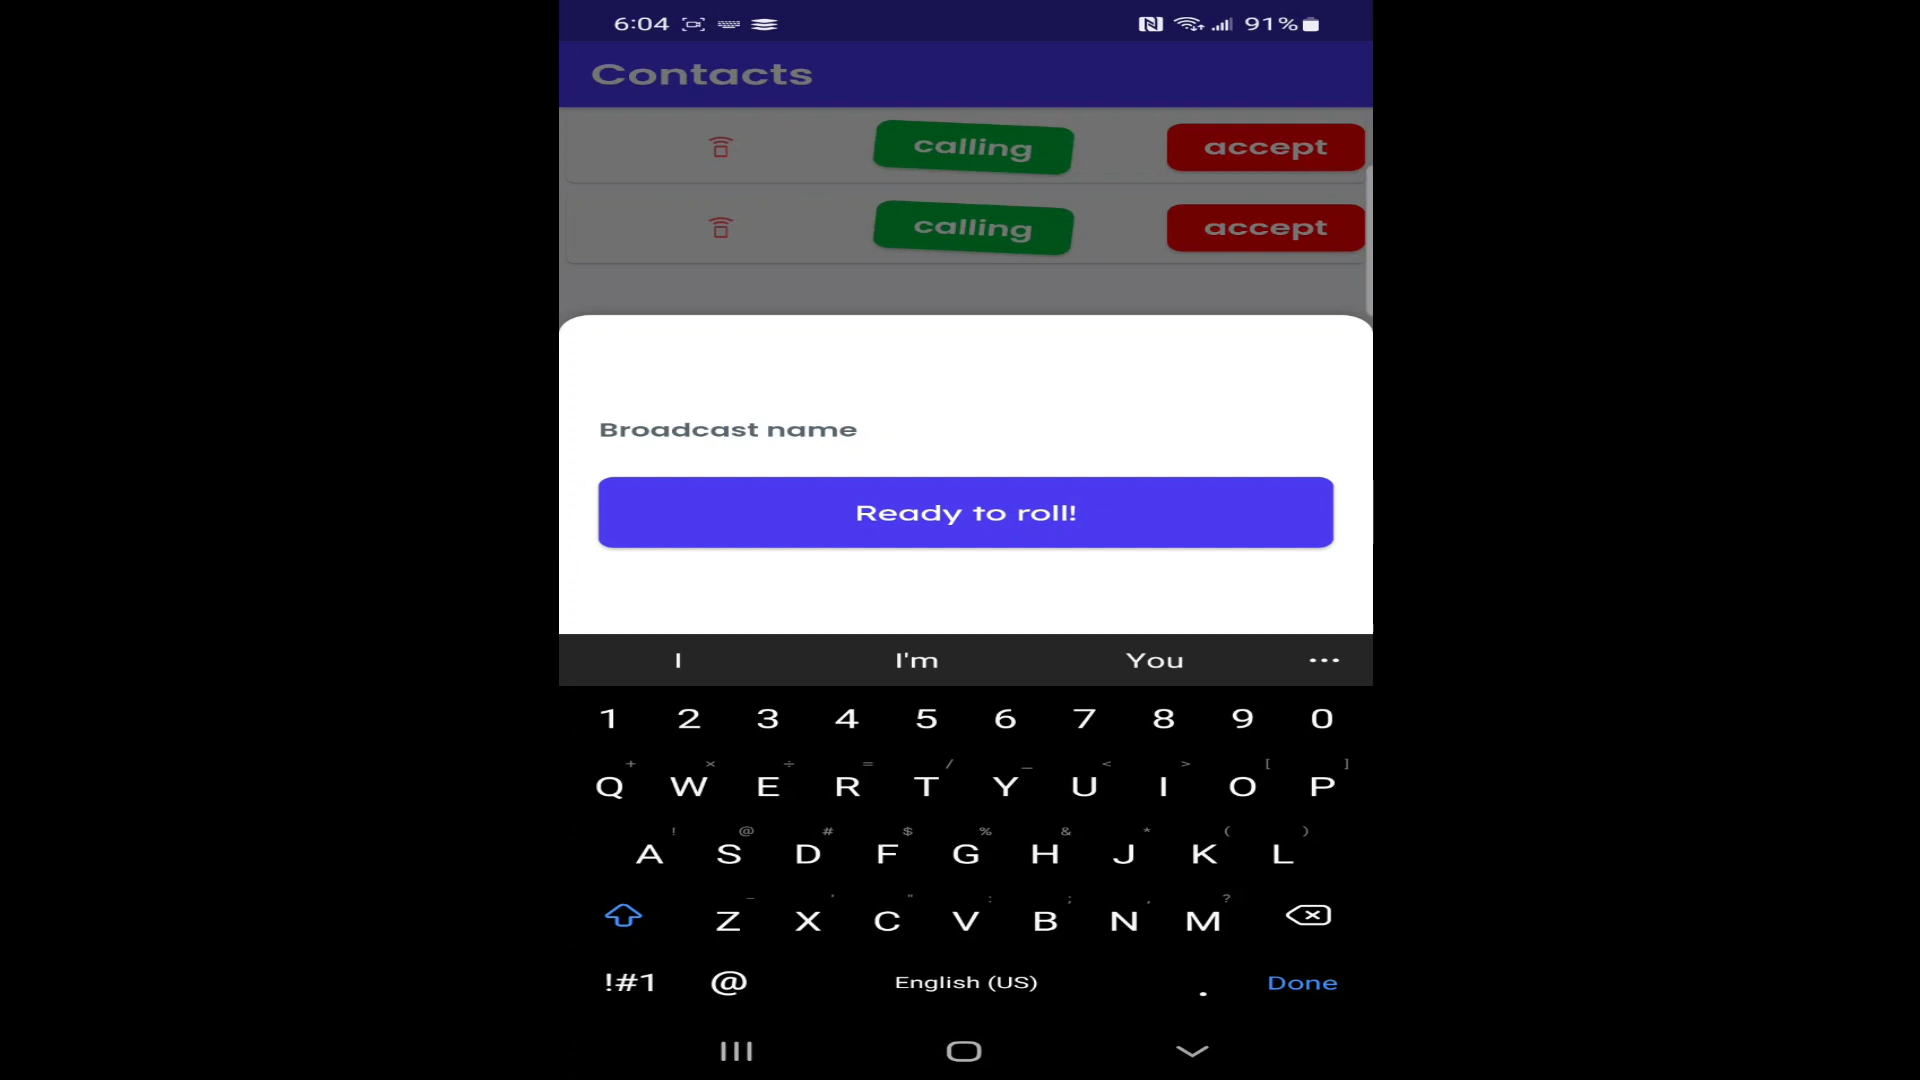 6:04 91%
Contacts
calling accept
calling accept
Broadcast name
Ready to roll!
I I'm You ...
1 2 3 4 5 6 7 8 9 0
+ × ÷ = / _ < > [ ]
Q W E R T Y U I O P
! @ # $ % & * ( )
A S D F G H J K L
- ' " : ; , ?
Z X C V B N M
!#1 @ English (US) . Done